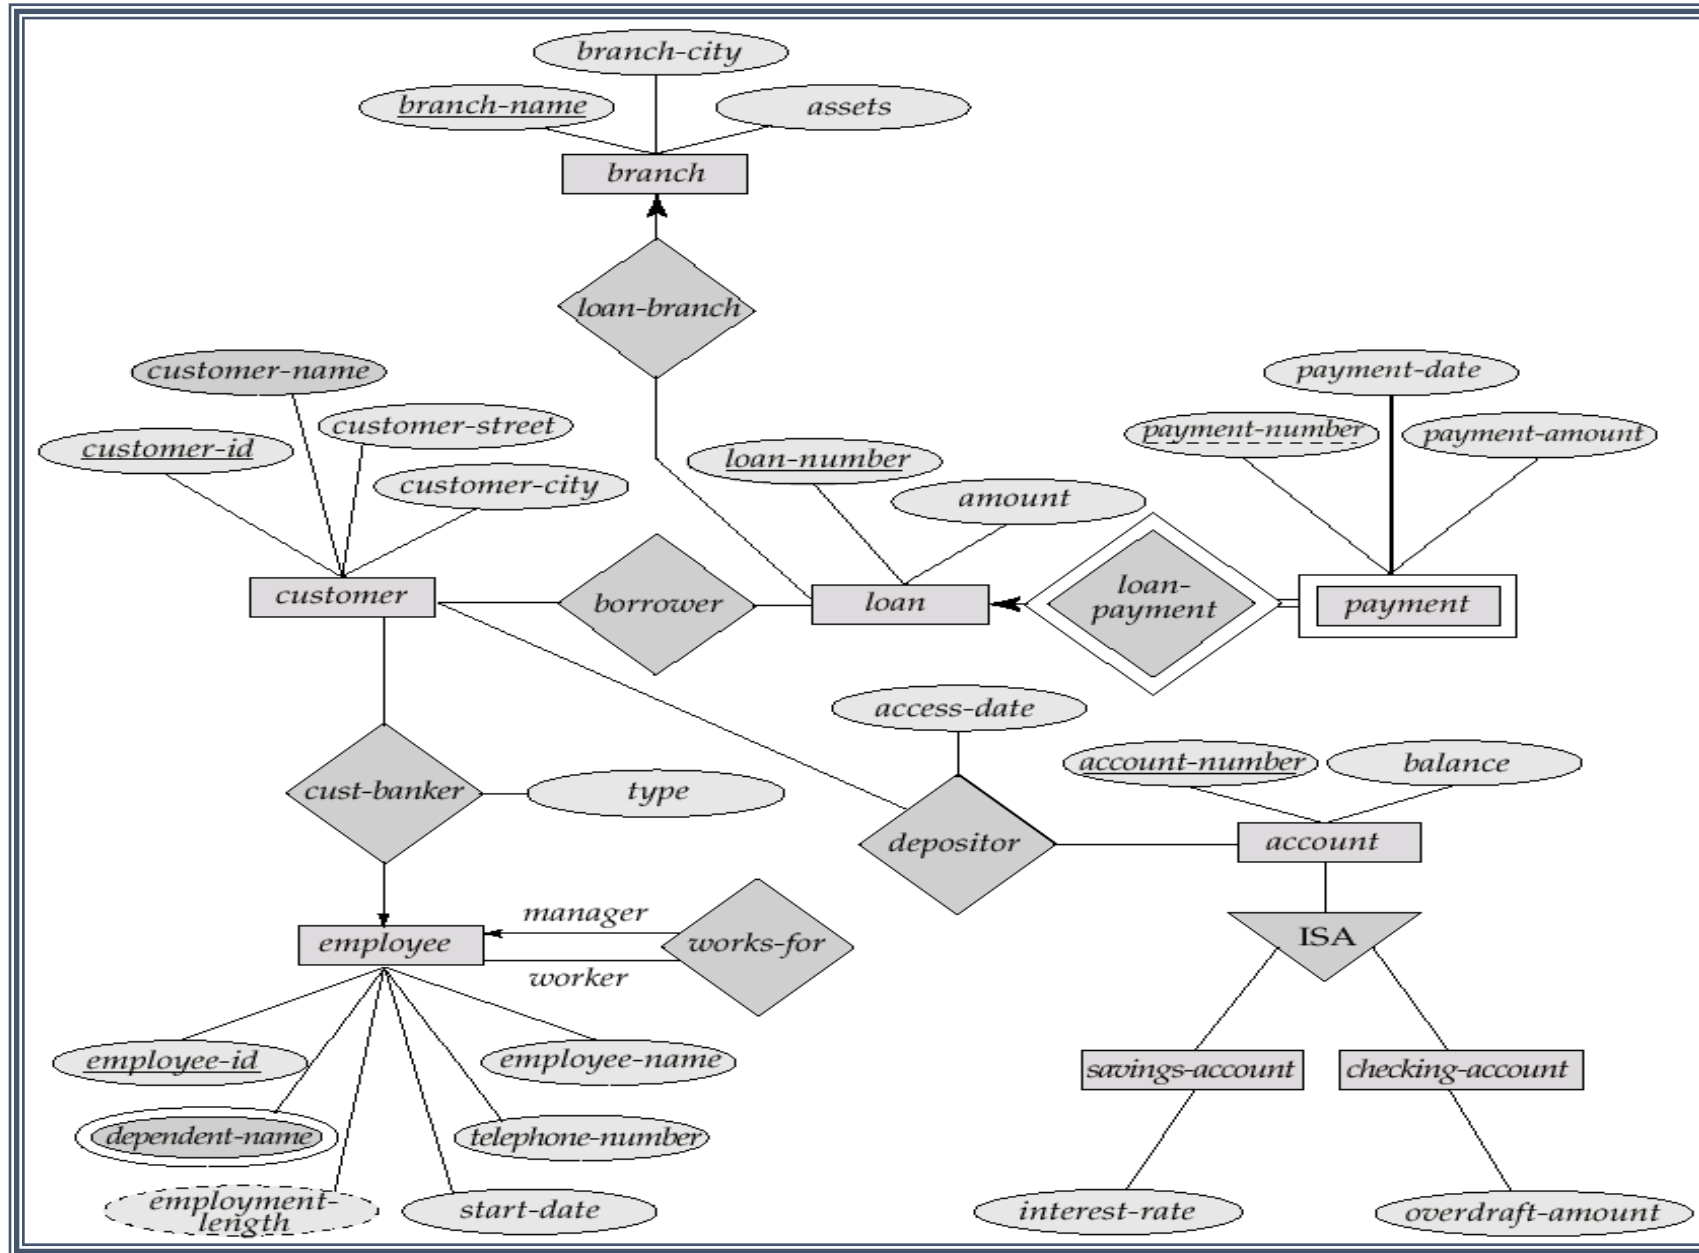 branch-city
branch-name
assets
branch
loan-branch
customer-name
customer-street
customer-id
customer-city
payment-date
payment-number
payment-amount
loan-number
amount
customer
borrower
loan
loan-
payment
payment
access-date
cust-banker
type
account-number
balance
depositor
account
manager
employee
works-for
worker
ISA
employee-id
employee-name
dependent-name
telephone-number
employment-
length
start-date
savings-account
checking-account
interest-rate
overdraft-amount